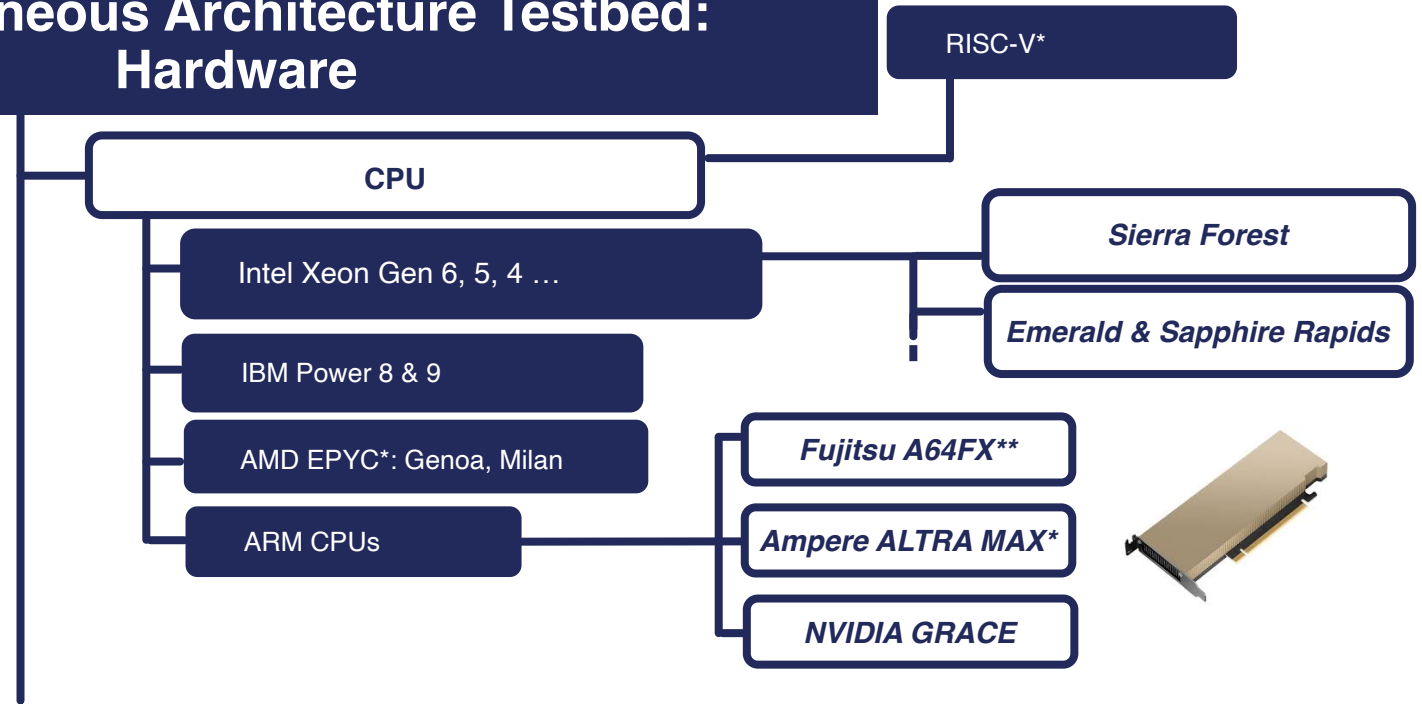 neous Architecture Testbed:
Hardware
RISC-V*
CPU
Intel Xeon Gen 6, 5, 4 …
Sierra Forest
Emerald & Sapphire Rapids
IBM Power 8 & 9
AMD EPYC*: Genoa, Milan
ARM CPUs
Fujitsu A64FX**
Ampere ALTRA MAX*
NVIDIA GRACE